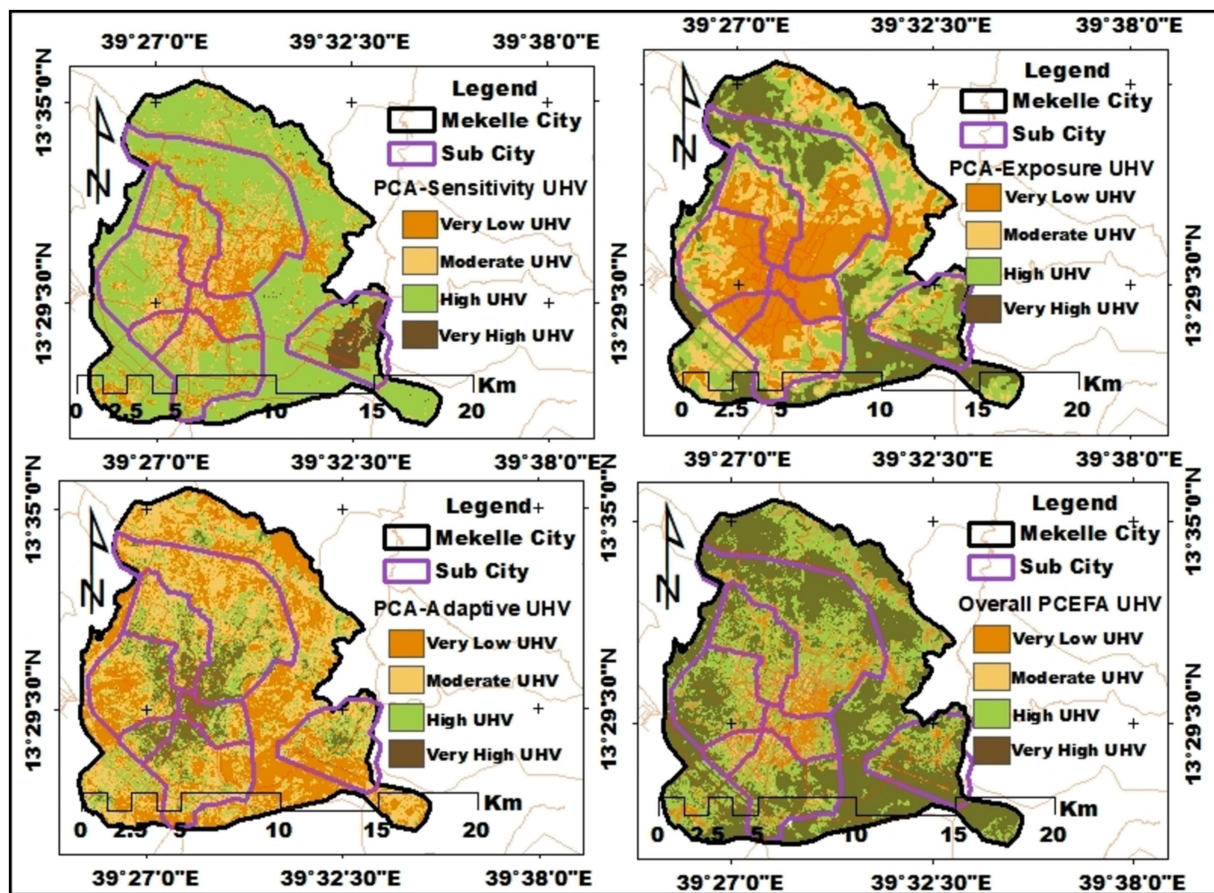 39°27'0"E 39°32'30"E 39°38'0"E
13°35'0"N
13°29'30"N
N
Legend
Mekelle City
Sub City
PCA-Sensitivity UHV
Very Low UHV
Moderate UHV
High UHV
Very High UHV
Km
0 2.5 5 10 15 20
39°27'0"E 39°32'30"E 39°38'0"E
39°27'0"E 39°32'30"E 39°38'0"E
N
Legend
Mekelle City
Sub City
PCA-Exposure UHV
Very Low UHV
Moderate UHV
High UHV
Very High UHV
Km
0 2.5 5 10 15 20
13°35'0"N
13°29'30"N
39°27'0"E 39°32'30"E 39°38'0"E
13°35'0"N
13°29'30"N
N
Legend
Mekelle City
Sub City
PCA-Adaptive UHV
Very Low UHV
Moderate UHV
High UHV
Very High UHV
Km
0 2.5 5 10 15 20
39°27'0"E 39°32'30"E 39°38'0"E
13°35'0"N
13°29'30"N
N
Legend
Mekelle City
Sub City
Overall PCEFA UHV
Very Low UHV
Moderate UHV
High UHV
Very High UHV
Km
0 2.5 5 10 15 20
13°35'0"N
13°29'30"N
39°27'0"E 39°32'30"E 39°38'0"E